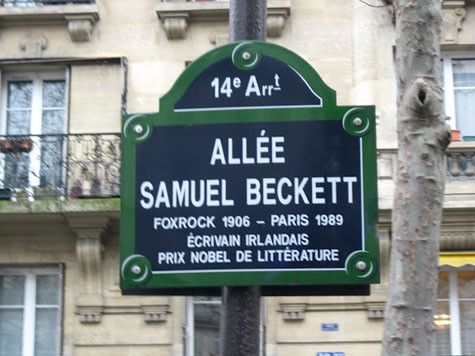 14e Arrt
ALLÉE
SAMUEL BECKETT
FOXROCK 1906 – PARIS 1989
ÉCRIVAIN IRLANDAIS
PRIX NOBEL DE LITTÉRATURE